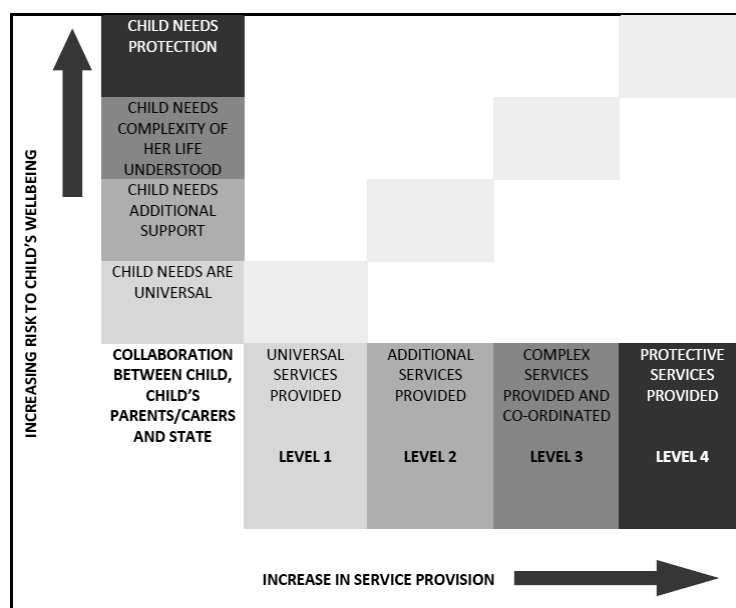 CHILD NEEDS
PROTECTION
CHILD NEEDS
COMPLEXITY OF
HER LIFE
UNDERSTOOD
CHILD NEEDS
ADDITIONAL
SUPPORT
CHILD NEEDS ARE
UNIVERSAL
INCREASING RISK TO CHILD'S WELLBEING
COLLABORATION
BETWEEN CHILD,
CHILD'S
PARENTS/CARERS
AND STATE
UNIVERSAL
SERVICES
PROVIDED
LEVEL 1
ADDITIONAL
SERVICES
PROVIDED
LEVEL 2
COMPLEX
SERVICES
PROVIDED AND
CO-ORDINATED
LEVEL 3
PROTECTIVE
SERVICES
PROVIDED
LEVEL 4
INCREASE IN SERVICE PROVISION